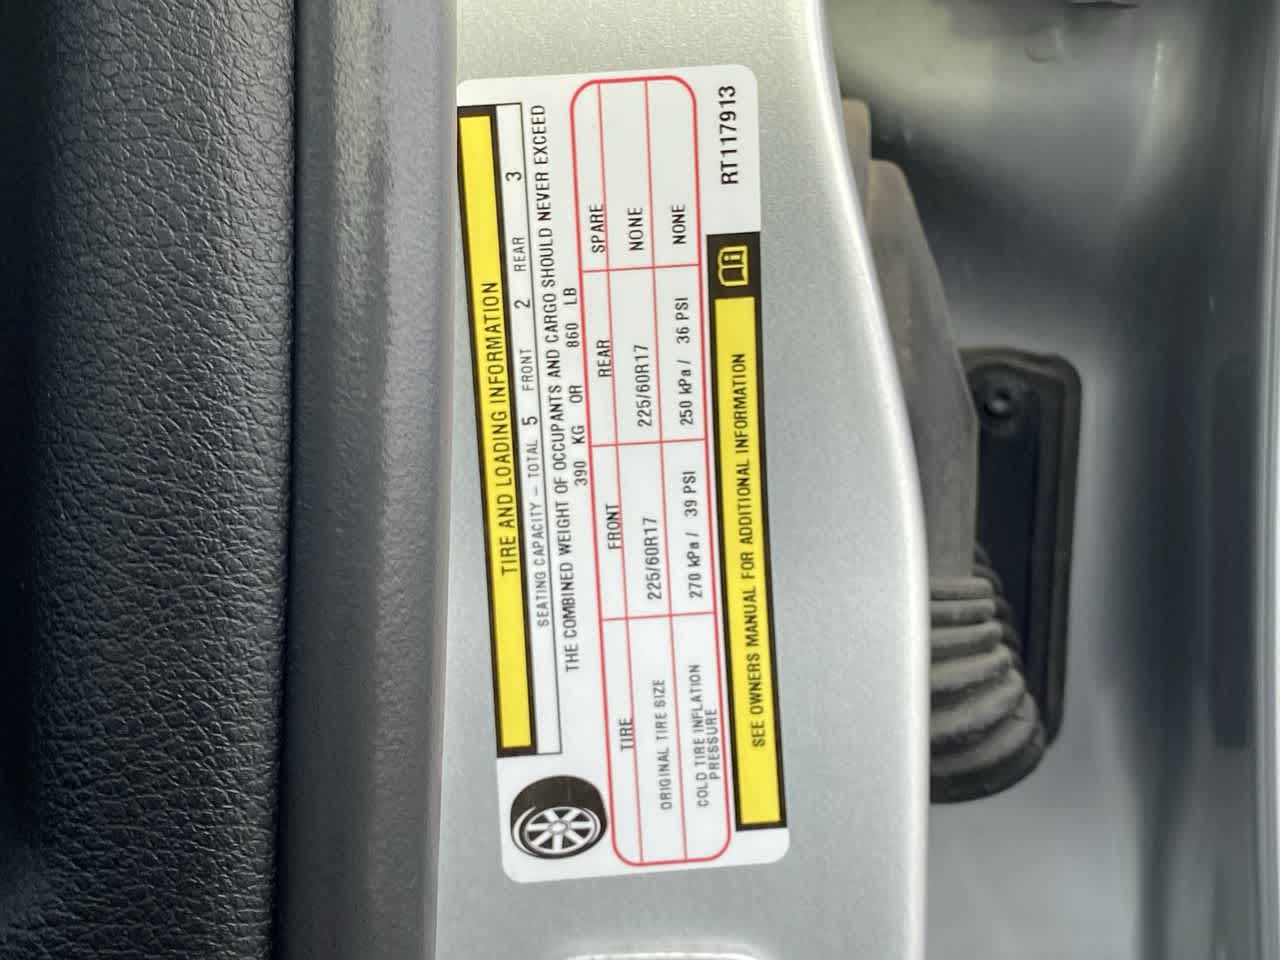 TIRE AND LOADING INFORMATION
SEATING CAPACITY – TOTAL 5 FRONT 2 REAR 3
THE COMBINED WEIGHT OF OCCUPANTS AND CARGO SHOULD NEVER EXCEED
390 KG OR 860 LB
TIRE FRONT REAR SPARE
ORIGINAL TIRE SIZE 225/60R17 225/60R17 NONE
COLD TIRE INFLATION
PRESSURE 270 kPa / 39 PSI 250 kPa / 36 PSI NONE
SEE OWNERS MANUAL FOR ADDITIONAL INFORMATION
RT117913